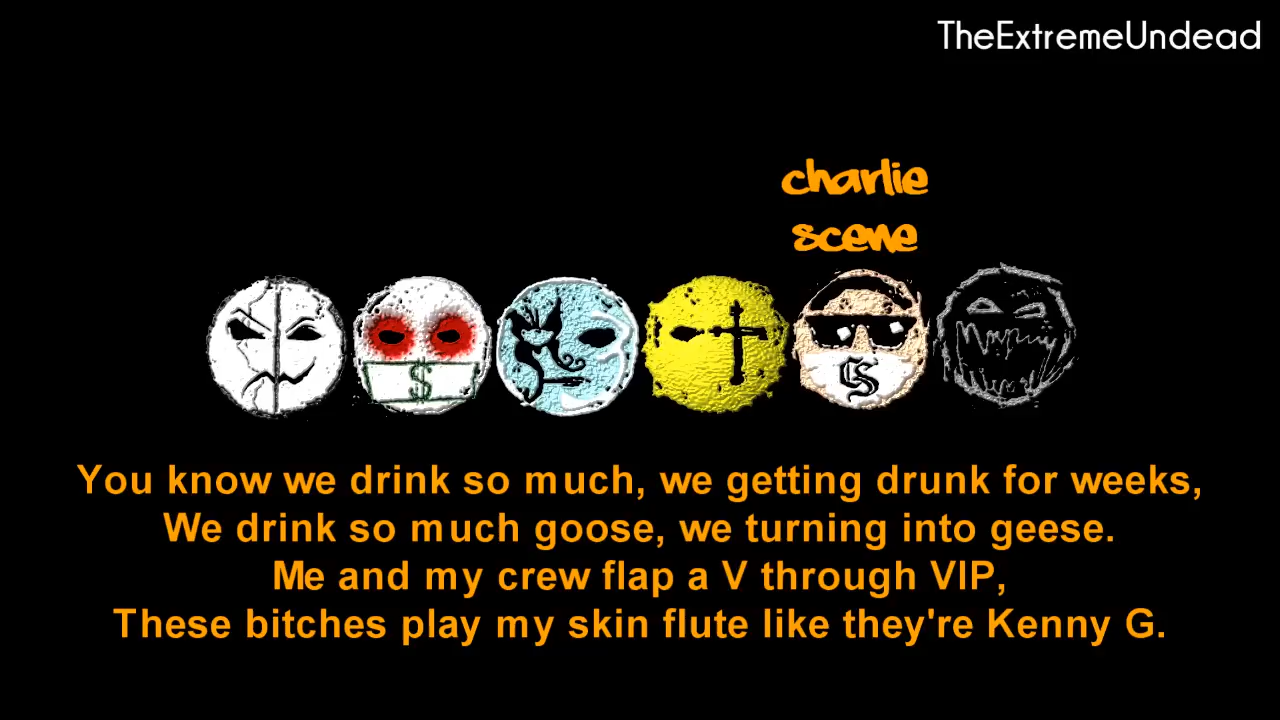 TheExtremeUndead
charlie
scene
$
CS
You know we drink so much, we getting drunk for weeks,
We drink so much goose, we turning into geese.
Me and my crew flap a V through VIP,
These bitches play my skin flute like they're Kenny G.